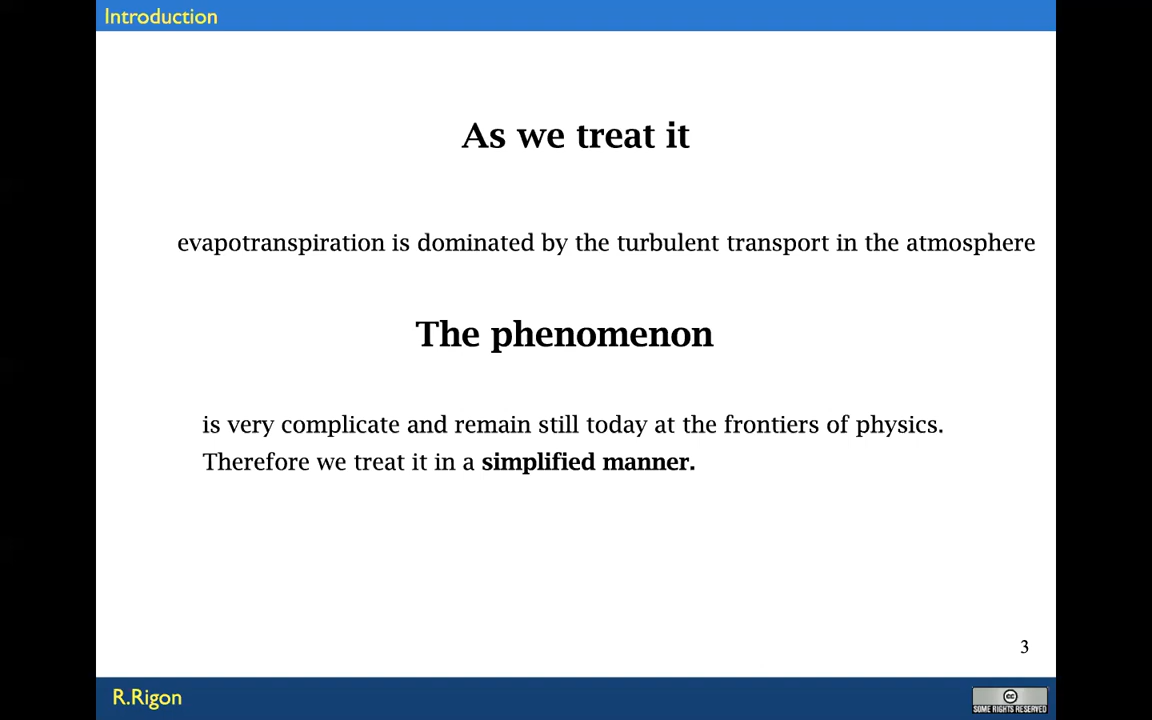 Introduction
As we treat it
evapotranspiration is dominated by the turbulent transport in the atmosphere
The phenomenon
is very complicate and remain still today at the frontiers of physics.
Therefore we treat it in a simplified manner.
3
R.Rigon
cc
SOME RIGHTS RESERVED